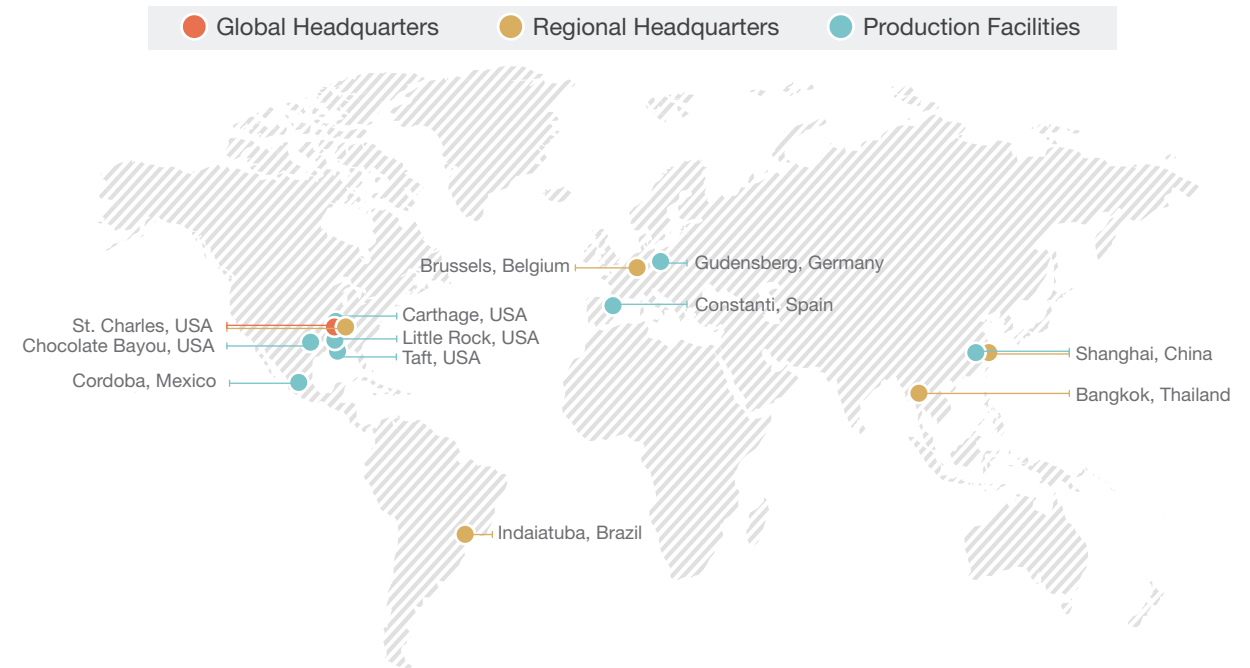 Global Headquarters
Regional Headquarters
Production Facilities
Brussels, Belgium
Gudensberg, Germany
Constanti, Spain
St. Charles, USA
Chocolate Bayou, USA
Cordoba, Mexico
Carthage, USA
Little Rock, USA
Taft, USA
Shanghai, China
Bangkok, Thailand
Indaiatuba, Brazil